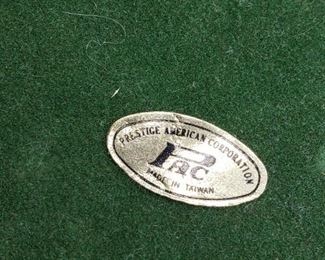 PRESTIGE AMERICAN CORPORATION
PAC
MADE IN TAIWAN